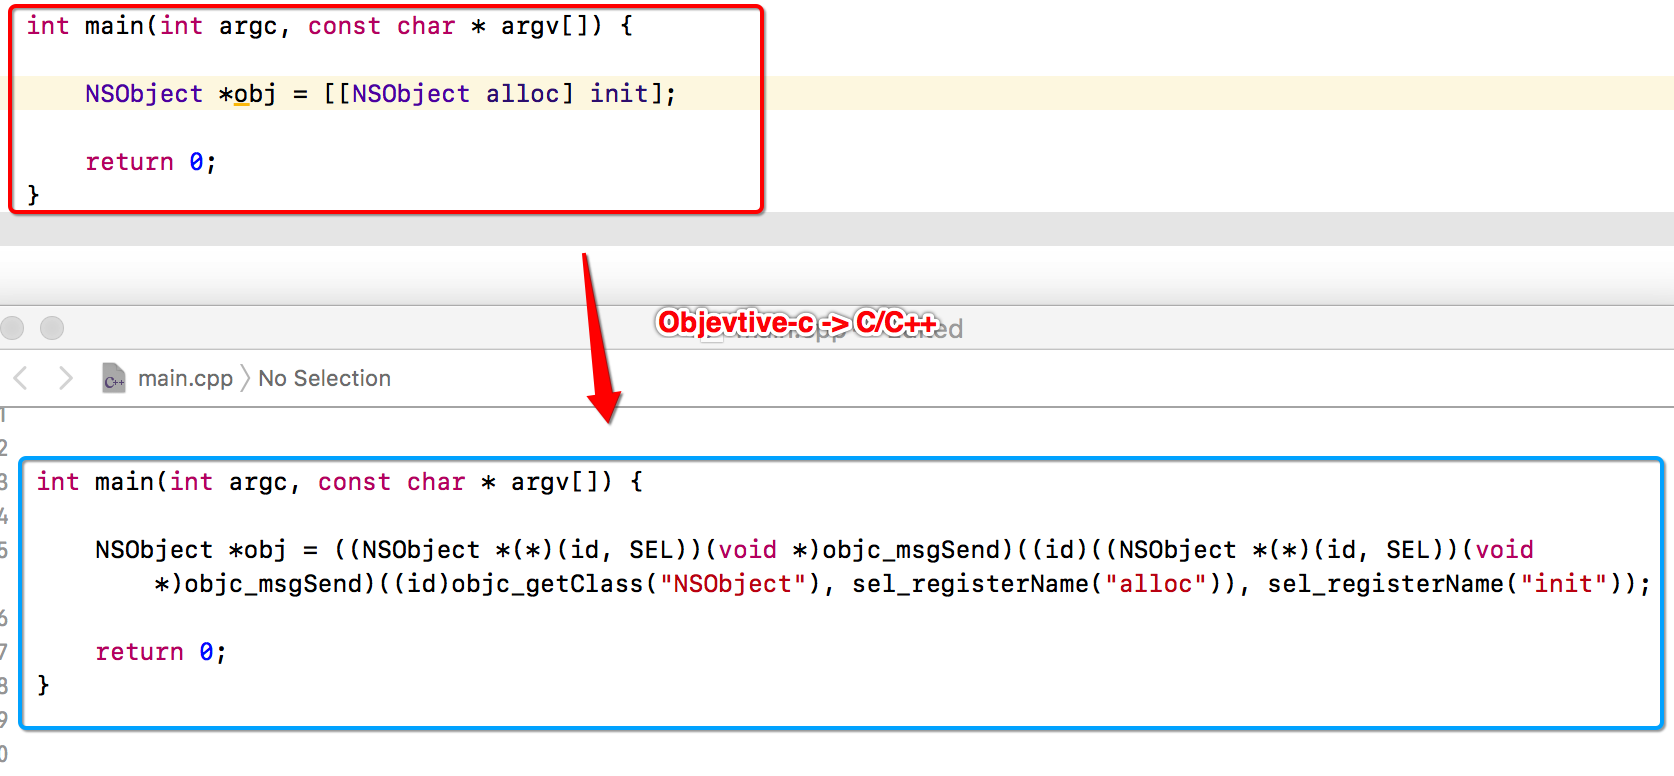 int main(int argc, const char * argv[]) {
NSObject *obj = [[NSObject alloc] init];
return 0;
}
Objevtive-c -> C/C++
main.cpp
No Selection
1
2
3 int main(int argc, const char * argv[]) {
4
5 NSObject *obj = ((NSObject *(*)(id, SEL))(void *)objc_msgSend)((id)((NSObject *(*)(id, SEL))(void
*)objc_msgSend)((id)objc_getClass("NSObject"), sel_registerName("alloc")), sel_registerName("init"));
6
7 return 0;
8 }
9
0